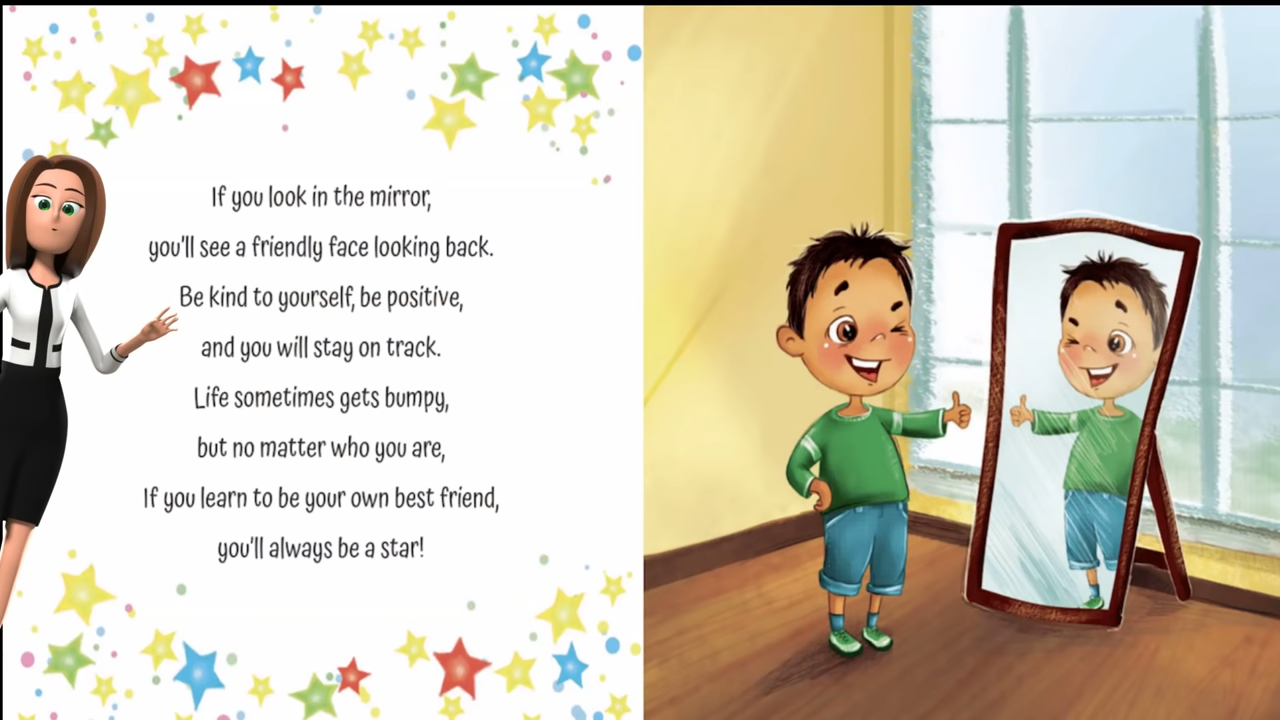 If you look in the mirror,
you'll see a friendly face looking back.
Be kind to yourself, be positive,
and you will stay on track.
Life sometimes gets bumpy,
but no matter who you are,
If you learn to be your own best friend,
you'll always be a star!